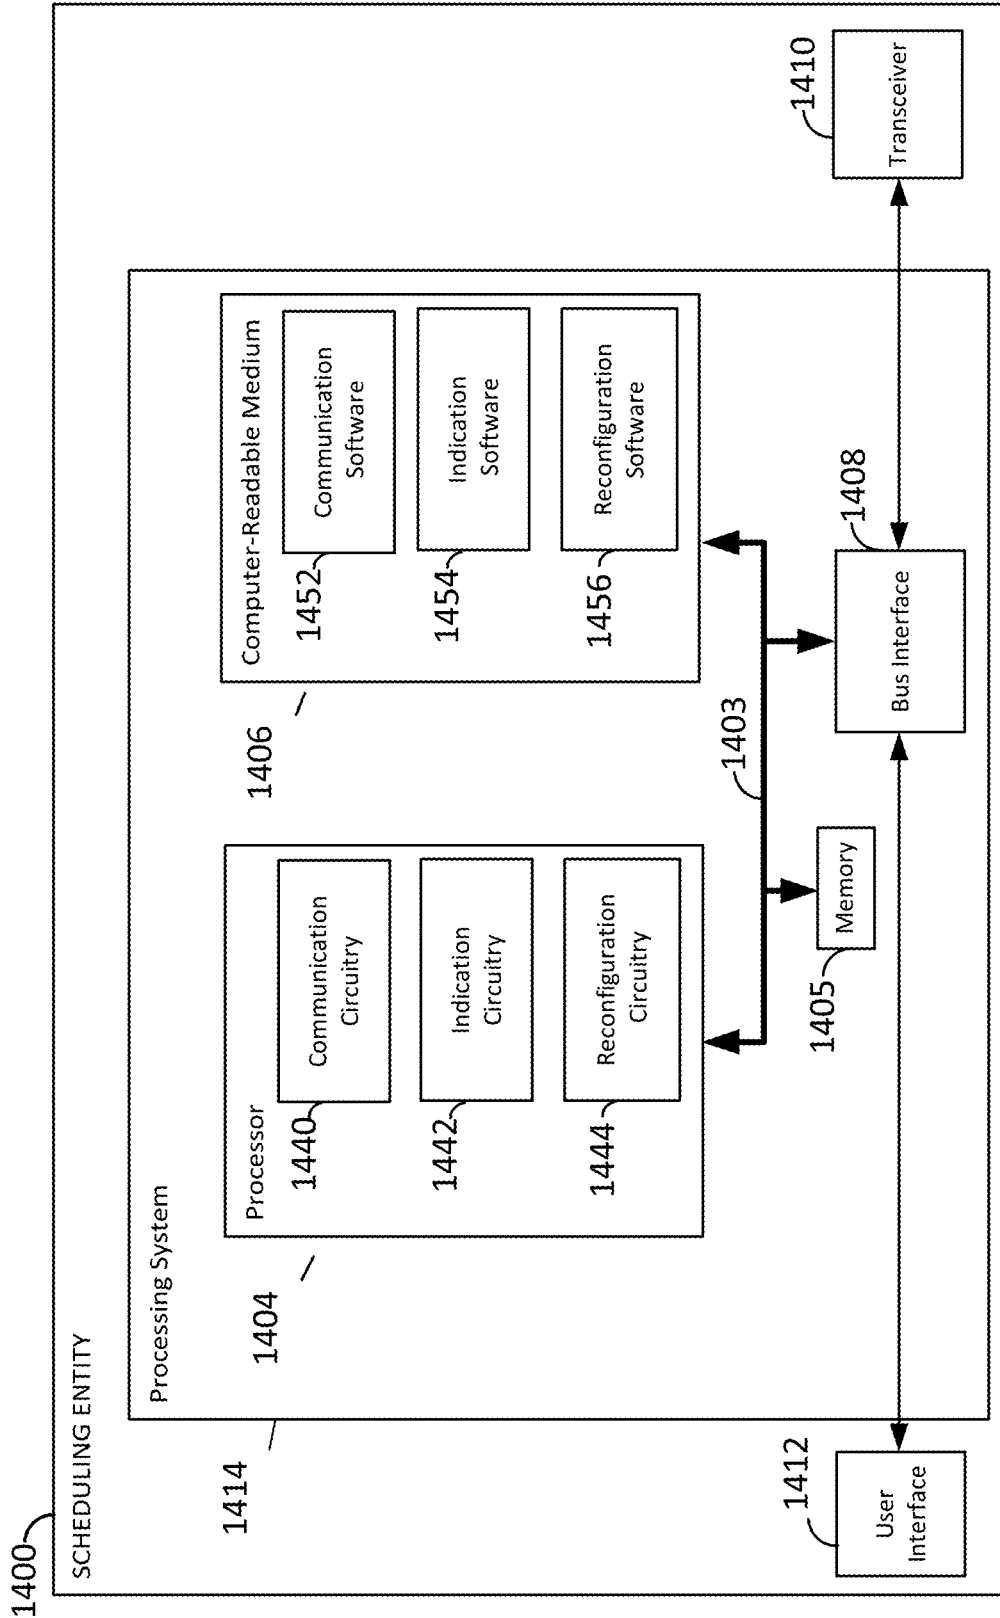 1400
SCHEDULING ENTITY
1414
Processing System
1404
Processor
1440
Communication
Circuitry
1442
Indication
Circuitry
1444
Reconfiguration
Circuitry
1406
Computer-Readable Medium
1452
Communication
Software
1454
Indication
Software
1456
Reconfiguration
Software
1403
1405
Memory
1408
Bus Interface
1412
User
Interface
1410
Transceiver